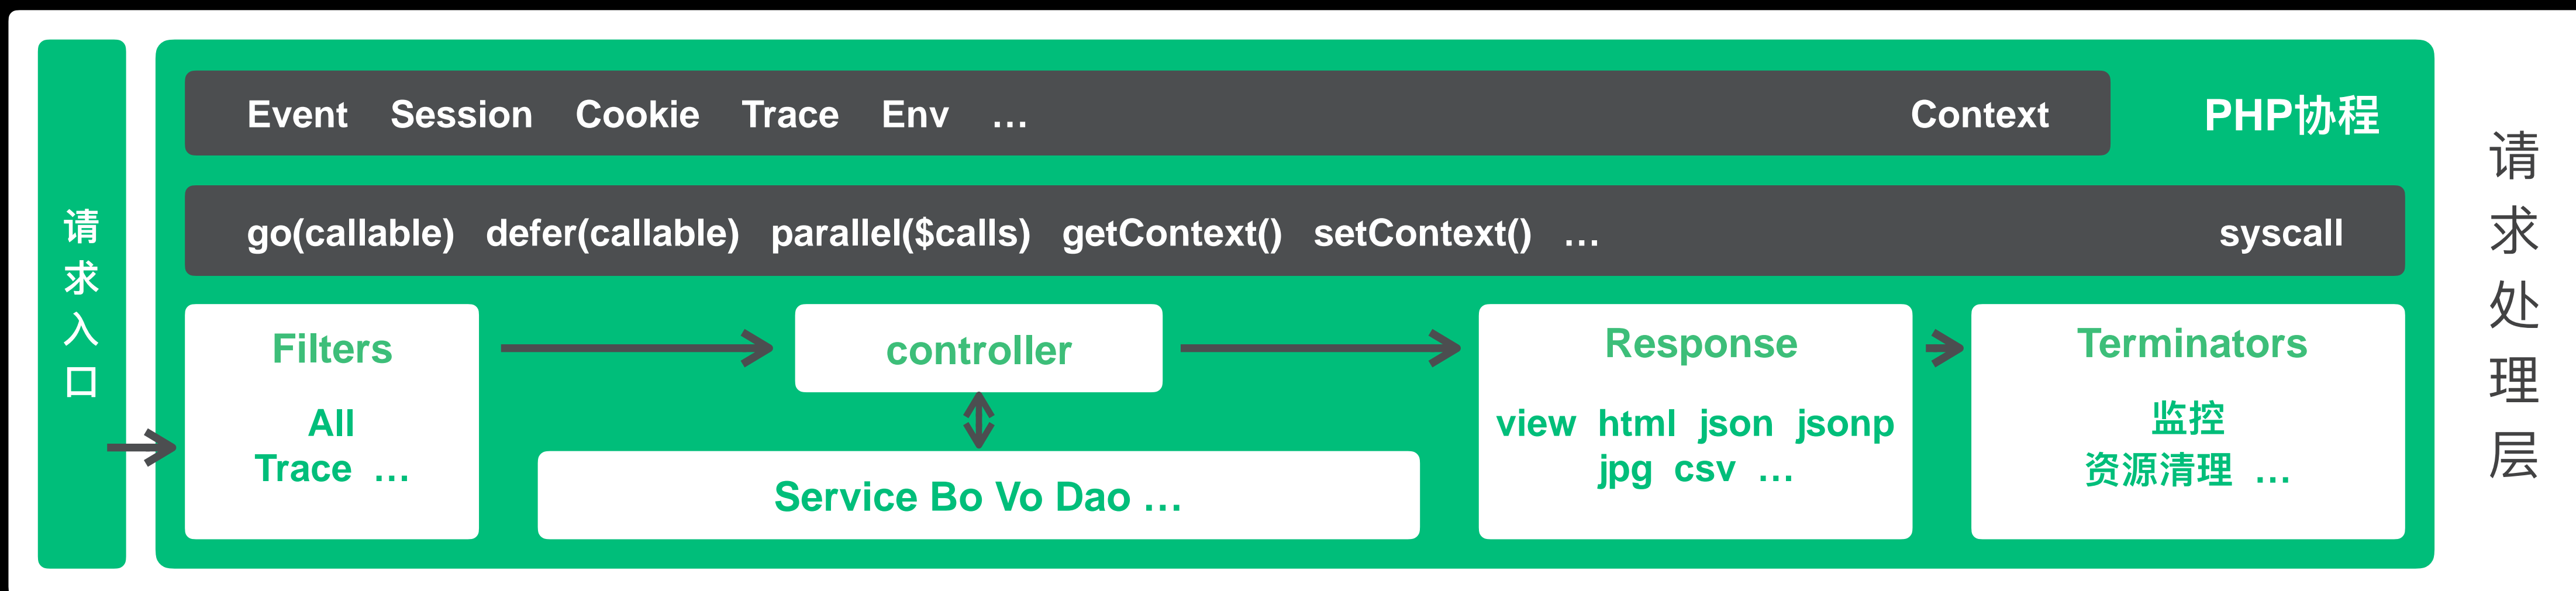 请求入口
Event Session Cookie Trace Env … Context
PHP协程
go(callable) defer(callable) parallel($calls) getContext() setContext() … syscall
Filters
All
Trace …
controller
Service Bo Vo Dao …
Response
view html json jsonp
jpg csv …
Terminators
监控
资源清理 …
请求处理层